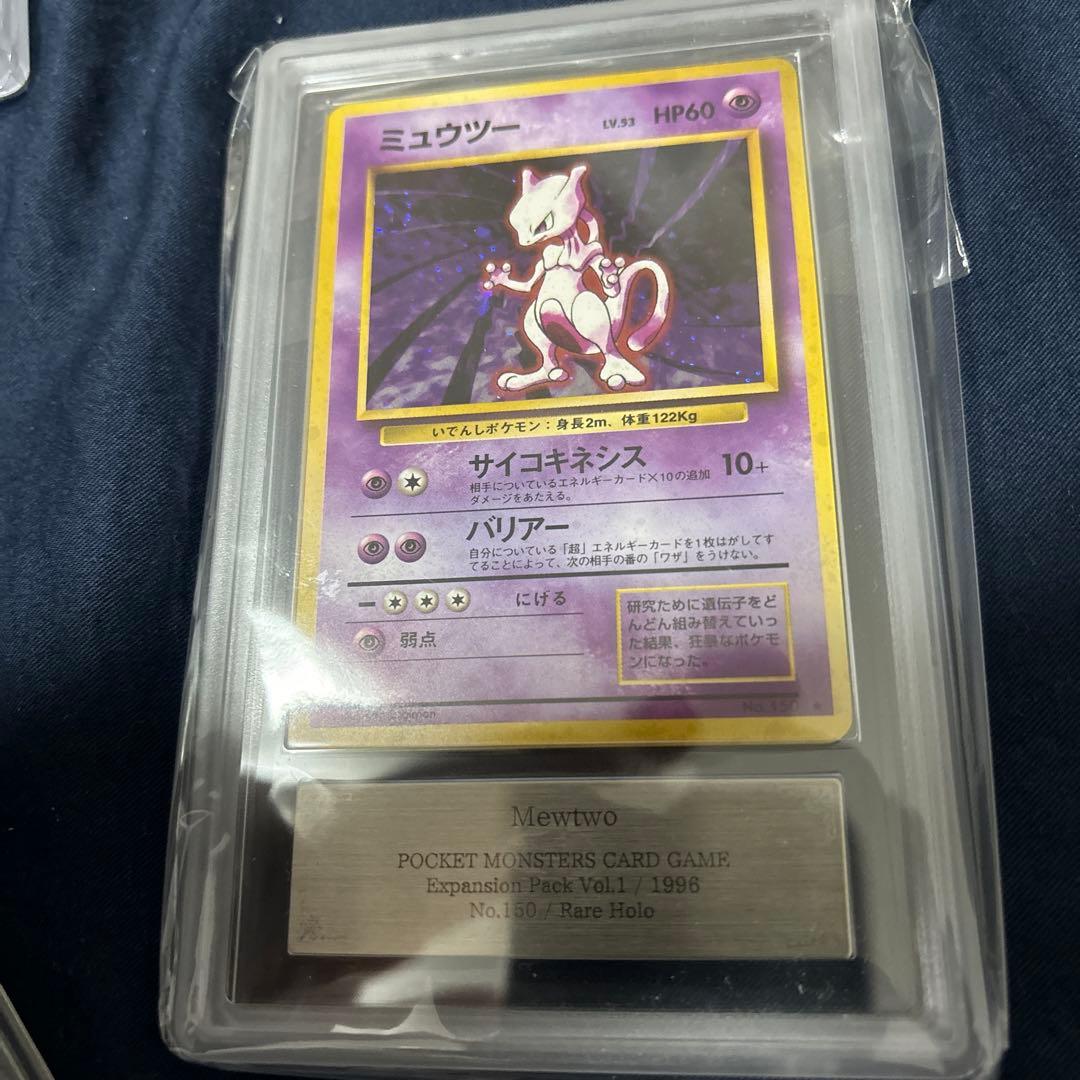 ミュウツー LV.53 HP60
いでんしポケモン：身長2m、体重122Kg
サイコキネシス 10+
相手についているエネルギーカード×10の追加
ダメージをあたえる。
バリアー
自分についている「超」エネルギーカードを1枚はがしてす
てることによって、次の相手の番の「ワザ」をうけない。
ー にげる
弱点
研究ために遺伝子をど
んどん組み替えていっ
た結果、狂暴なポケモ
ンになった。
No.150 ★
Mewtwo
POCKET MONSTERS CARD GAME
Expansion Pack Vol.1 / 1996
No.150 / Rare Holo